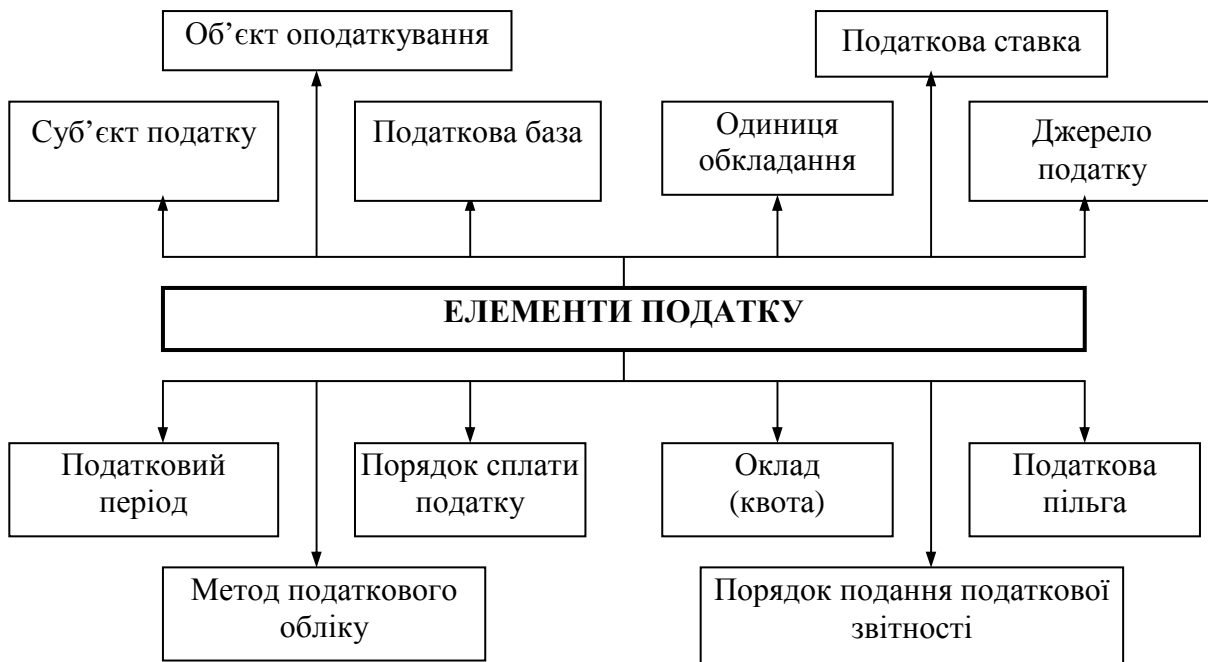 Об’єкт оподаткування
Податкова ставка
Суб’єкт податку
Податкова база
Одиниця
обкладання
Джерело
податку
ЕЛЕМЕНТИ ПОДАТКУ
Податковий
період
Порядок сплати
податку
Оклад
(квота)
Податкова
пільга
Метод податкового
обліку
Порядок подання податкової
звітності